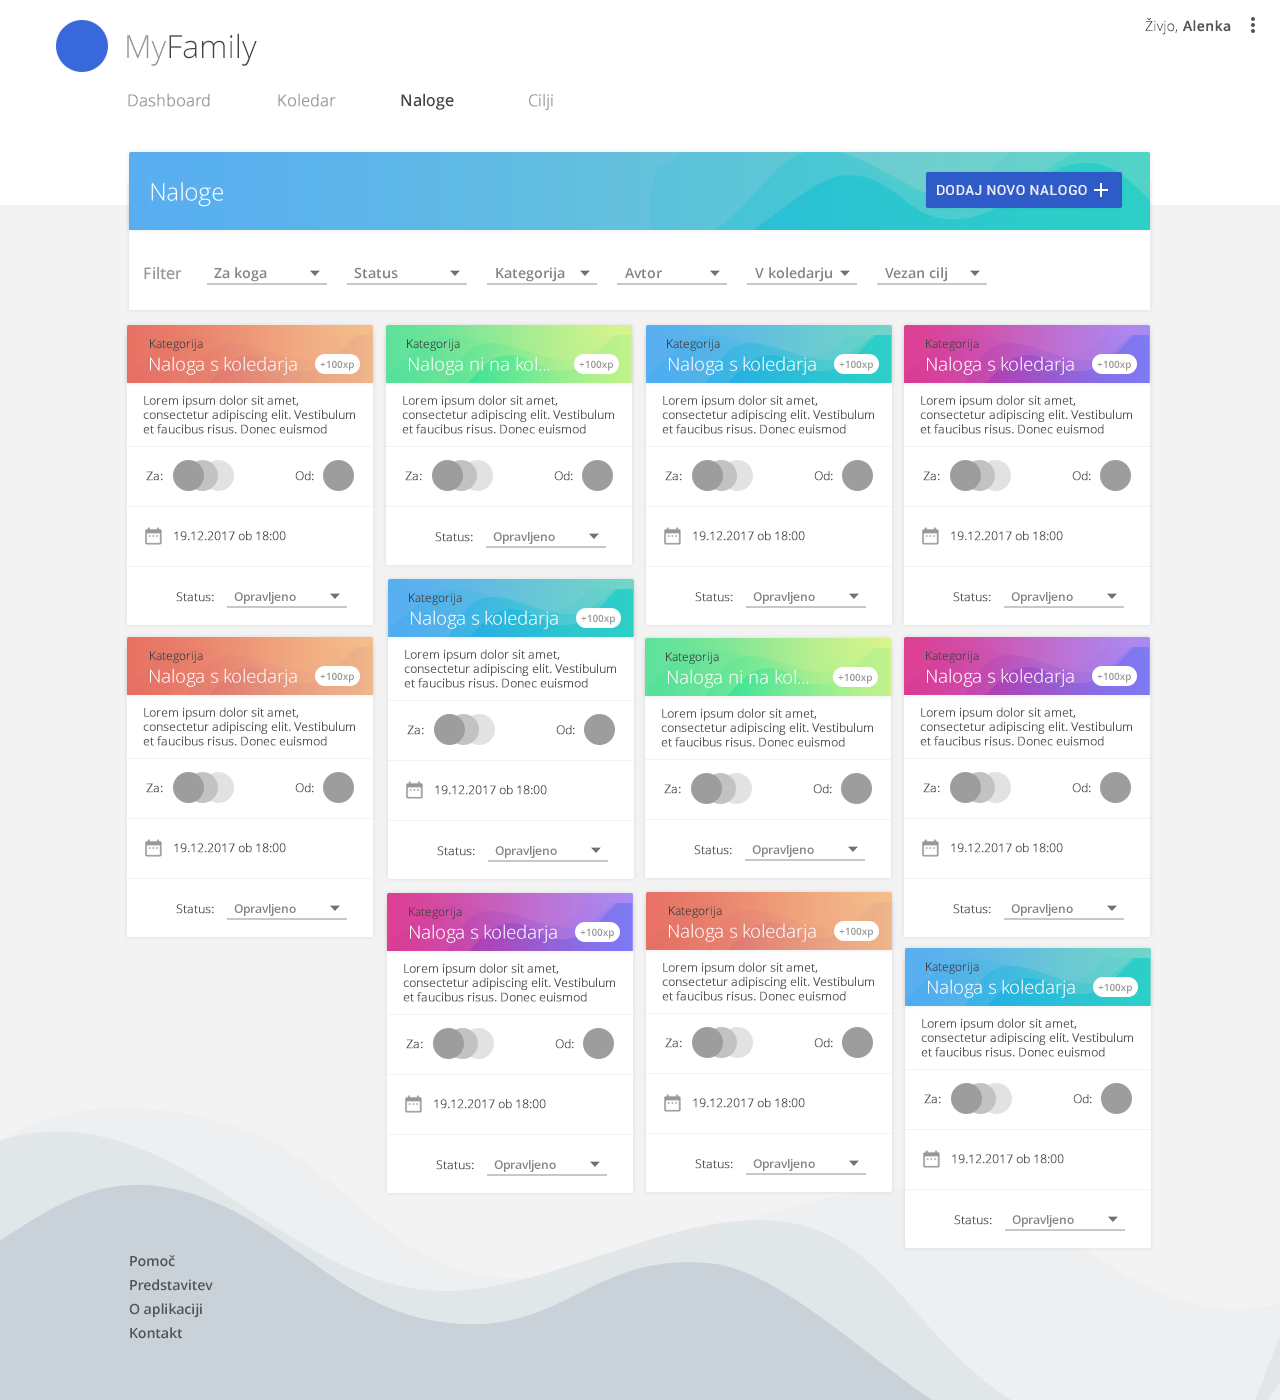 MyFamily
Živjo, Alenka
Dashboard Koledar Naloge Cilji
Naloge
DODAJ NOVO NALOGO
Filter Za koga Status Kategorija Avtor V koledarju Vezan cilj
Kategorija
Naloga s koledarja +100xp
Lorem ipsum dolor sit amet,
consectetur adipiscing elit. Vestibulum
et faucibus risus. Donec euismod
Za: Od:
19.12.2017 ob 18:00
Status: Opravljeno
Kategorija
Naloga ni na kol... +100xp
Lorem ipsum dolor sit amet,
consectetur adipiscing elit. Vestibulum
et faucibus risus. Donec euismod
Za: Od:
Status: Opravljeno
Kategorija
Naloga s koledarja +100xp
Lorem ipsum dolor sit amet,
consectetur adipiscing elit. Vestibulum
et faucibus risus. Donec euismod
Za: Od:
19.12.2017 ob 18:00
Status: Opravljeno
Kategorija
Naloga s koledarja +100xp
Lorem ipsum dolor sit amet,
consectetur adipiscing elit. Vestibulum
et faucibus risus. Donec euismod
Za: Od:
19.12.2017 ob 18:00
Status: Opravljeno
Kategorija
Naloga s koledarja +100xp
Lorem ipsum dolor sit amet,
consectetur adipiscing elit. Vestibulum
et faucibus risus. Donec euismod
Za: Od:
19.12.2017 ob 18:00
Status: Opravljeno
Kategorija
Naloga s koledarja +100xp
Lorem ipsum dolor sit amet,
consectetur adipiscing elit. Vestibulum
et faucibus risus. Donec euismod
Za: Od:
19.12.2017 ob 18:00
Status: Opravljeno
Kategorija
Naloga ni na kol... +100xp
Lorem ipsum dolor sit amet,
consectetur adipiscing elit. Vestibulum
et faucibus risus. Donec euismod
Za: Od:
Status: Opravljeno
Kategorija
Naloga s koledarja +100xp
Lorem ipsum dolor sit amet,
consectetur adipiscing elit. Vestibulum
et faucibus risus. Donec euismod
Za: Od:
19.12.2017 ob 18:00
Status: Opravljeno
Kategorija
Naloga s koledarja +100xp
Lorem ipsum dolor sit amet,
consectetur adipiscing elit. Vestibulum
et faucibus risus. Donec euismod
Za: Od:
19.12.2017 ob 18:00
Status: Opravljeno
Kategorija
Naloga s koledarja +100xp
Lorem ipsum dolor sit amet,
consectetur adipiscing elit. Vestibulum
et faucibus risus. Donec euismod
Za: Od:
19.12.2017 ob 18:00
Status: Opravljeno
Kategorija
Naloga s koledarja +100xp
Lorem ipsum dolor sit amet,
consectetur adipiscing elit. Vestibulum
et faucibus risus. Donec euismod
Za: Od:
19.12.2017 ob 18:00
Status: Opravljeno
Pomoč
Predstavitev
O aplikaciji
Kontakt